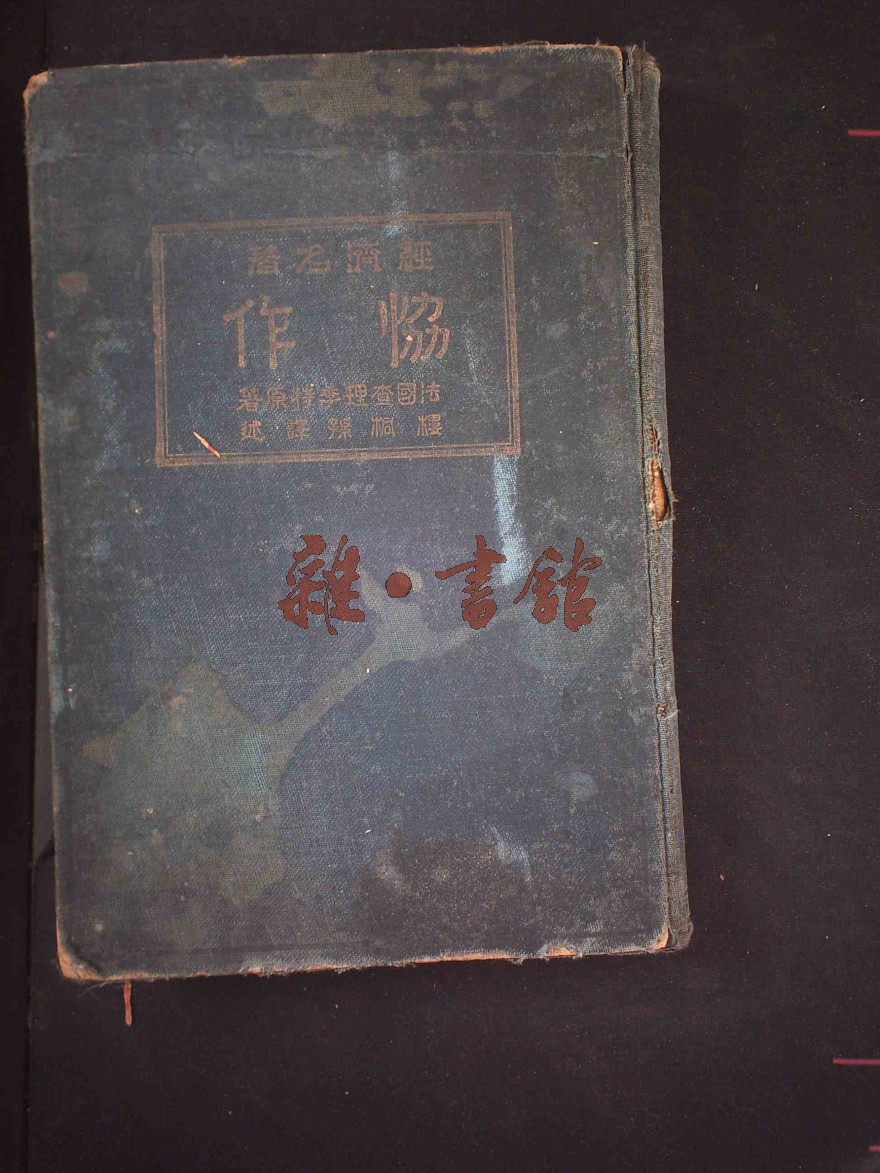 經濟名著
恊作
法國查理季特原著
樓桐孫譯述
雜·書館